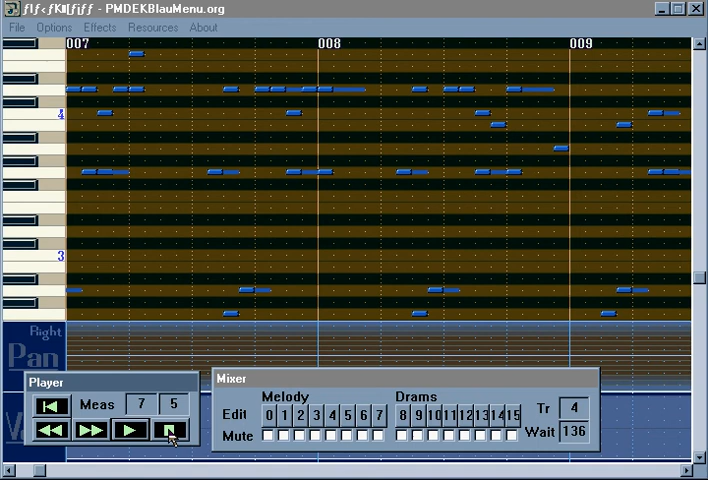 PMDEKBlauMenu.org
File Options Effects Resources About
007 008 009
4
3
Right
Pan
Player
Meas 7 5
Mixer
Melody Drams
Edit 0 1 2 3 4 5 6 7 8 9 10 11 12 13 14 15 Tr 4
Mute Wait 136